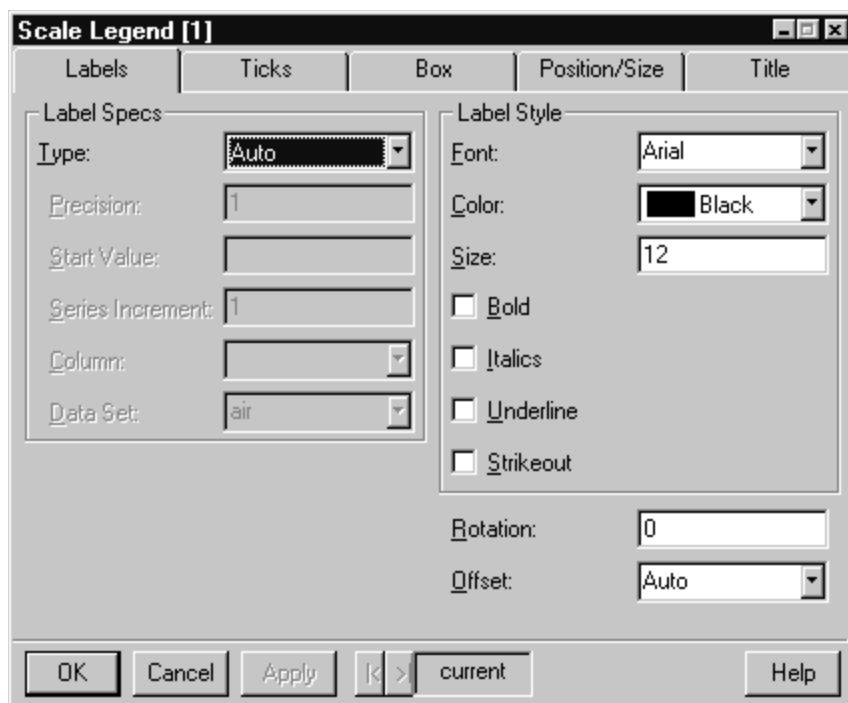 Scale Legend [1]
Labels Ticks Box Position/Size Title
Label Specs
Type: Auto
Precision: 1
Start Value:
Series Increment: 1
Column:
Data Set: air
Label Style
Font: Arial
Color: Black
Size: 12
Bold
Italics
Underline
Strikeout
Rotation: 0
Offset: Auto
OK Cancel Apply |< >| current Help